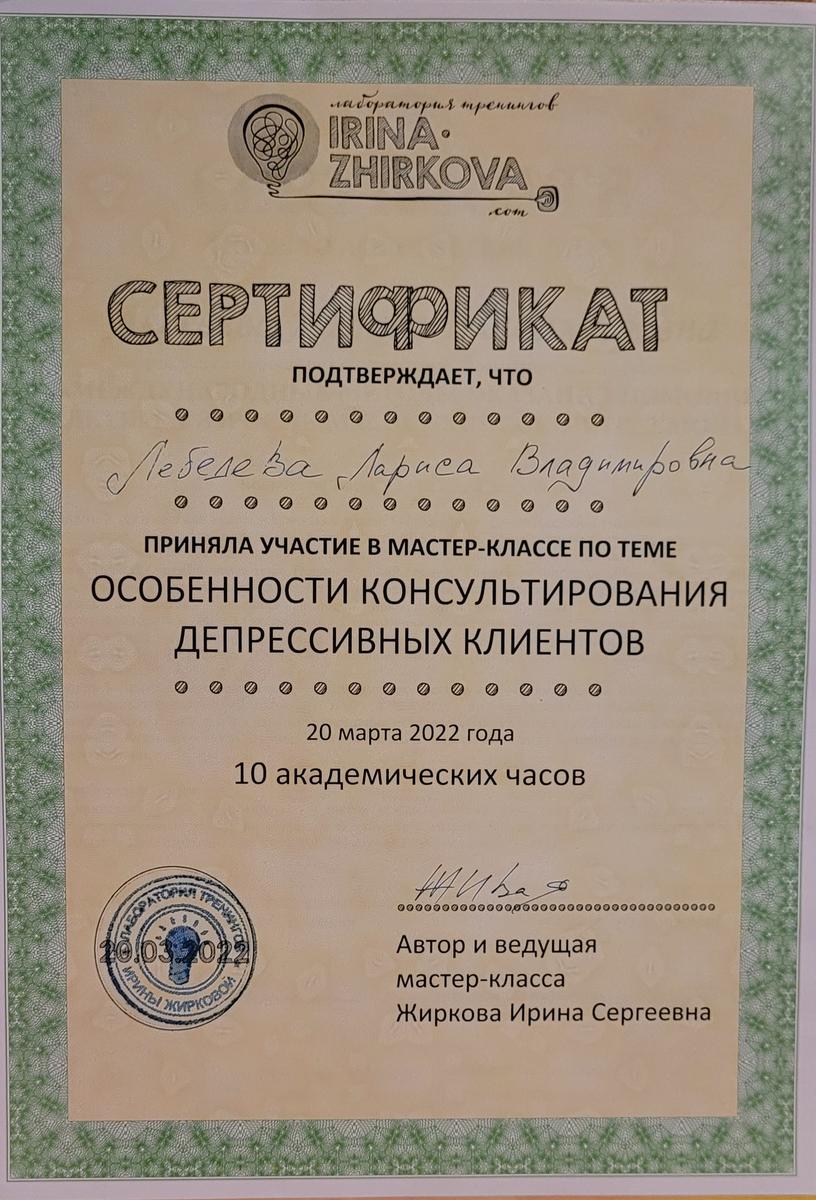 лаборатория тренингов
IRINA·
ZHIRKOVA
.com
СЕРТИФИКАТ
ПОДТВЕРЖДАЕТ, ЧТО
Лебедева Лариса Владимировна
ПРИНЯЛА УЧАСТИЕ В МАСТЕР-КЛАССЕ ПО ТЕМЕ
ОСОБЕННОСТИ КОНСУЛЬТИРОВАНИЯ
ДЕПРЕССИВНЫХ КЛИЕНТОВ
20 марта 2022 года
10 академических часов
ЛАБОРАТОРИЯ ТРЕНИНГОВ
20.03.2022
ИРИНЫ ЖИРКОВОЙ
Автор и ведущая
мастер-класса
Жиркова Ирина Сергеевна